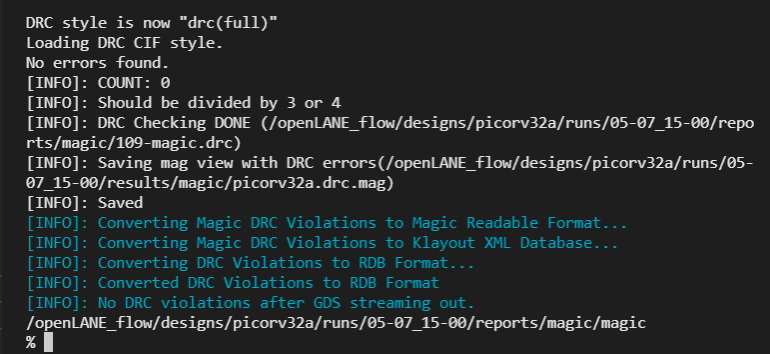 DRC style is now "drc(full)"
Loading DRC CIF style.
No errors found.
[INFO]: COUNT: 0
[INFO]: Should be divided by 3 or 4
[INFO]: DRC Checking DONE (/openLANE_flow/designs/picorv32a/runs/05-07_15-00/repo
rts/magic/109-magic.drc)
[INFO]: Saving mag view with DRC errors(/openLANE_flow/designs/picorv32a/runs/05-
07_15-00/results/magic/picorv32a.drc.mag)
[INFO]: Saved
[INFO]: Converting Magic DRC Violations to Magic Readable Format...
[INFO]: Converting Magic DRC Violations to Klayout XML Database...
[INFO]: Converting DRC Violations to RDB Format...
[INFO]: Converted DRC Violations to RDB Format
[INFO]: No DRC violations after GDS streaming out.
/openLANE_flow/designs/picorv32a/runs/05-07_15-00/reports/magic/magic
%